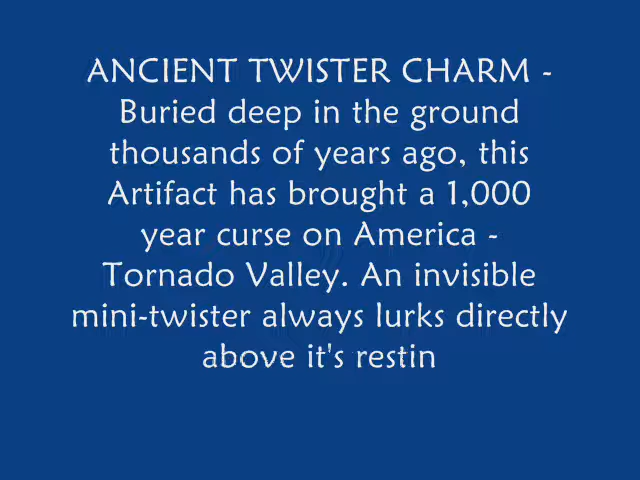 ANCIENT TWISTER CHARM -
Buried deep in the ground
thousands of years ago, this
Artifact has brought a 1,000
year curse on America -
Tornado Valley. An invisible
mini-twister always lurks directly
above it's restin